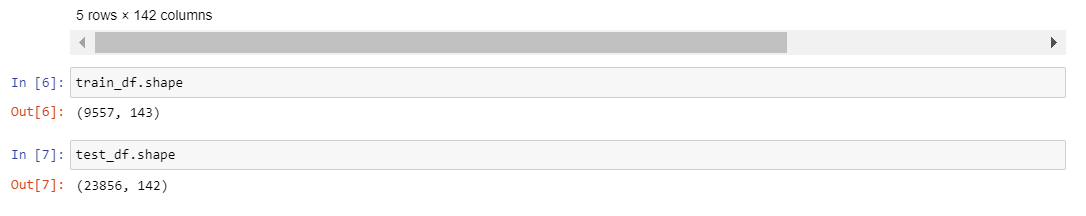 5 rows × 142 columns
In [6]: train_df.shape
Out[6]: (9557, 143)
In [7]: test_df.shape
Out[7]: (23856, 142)